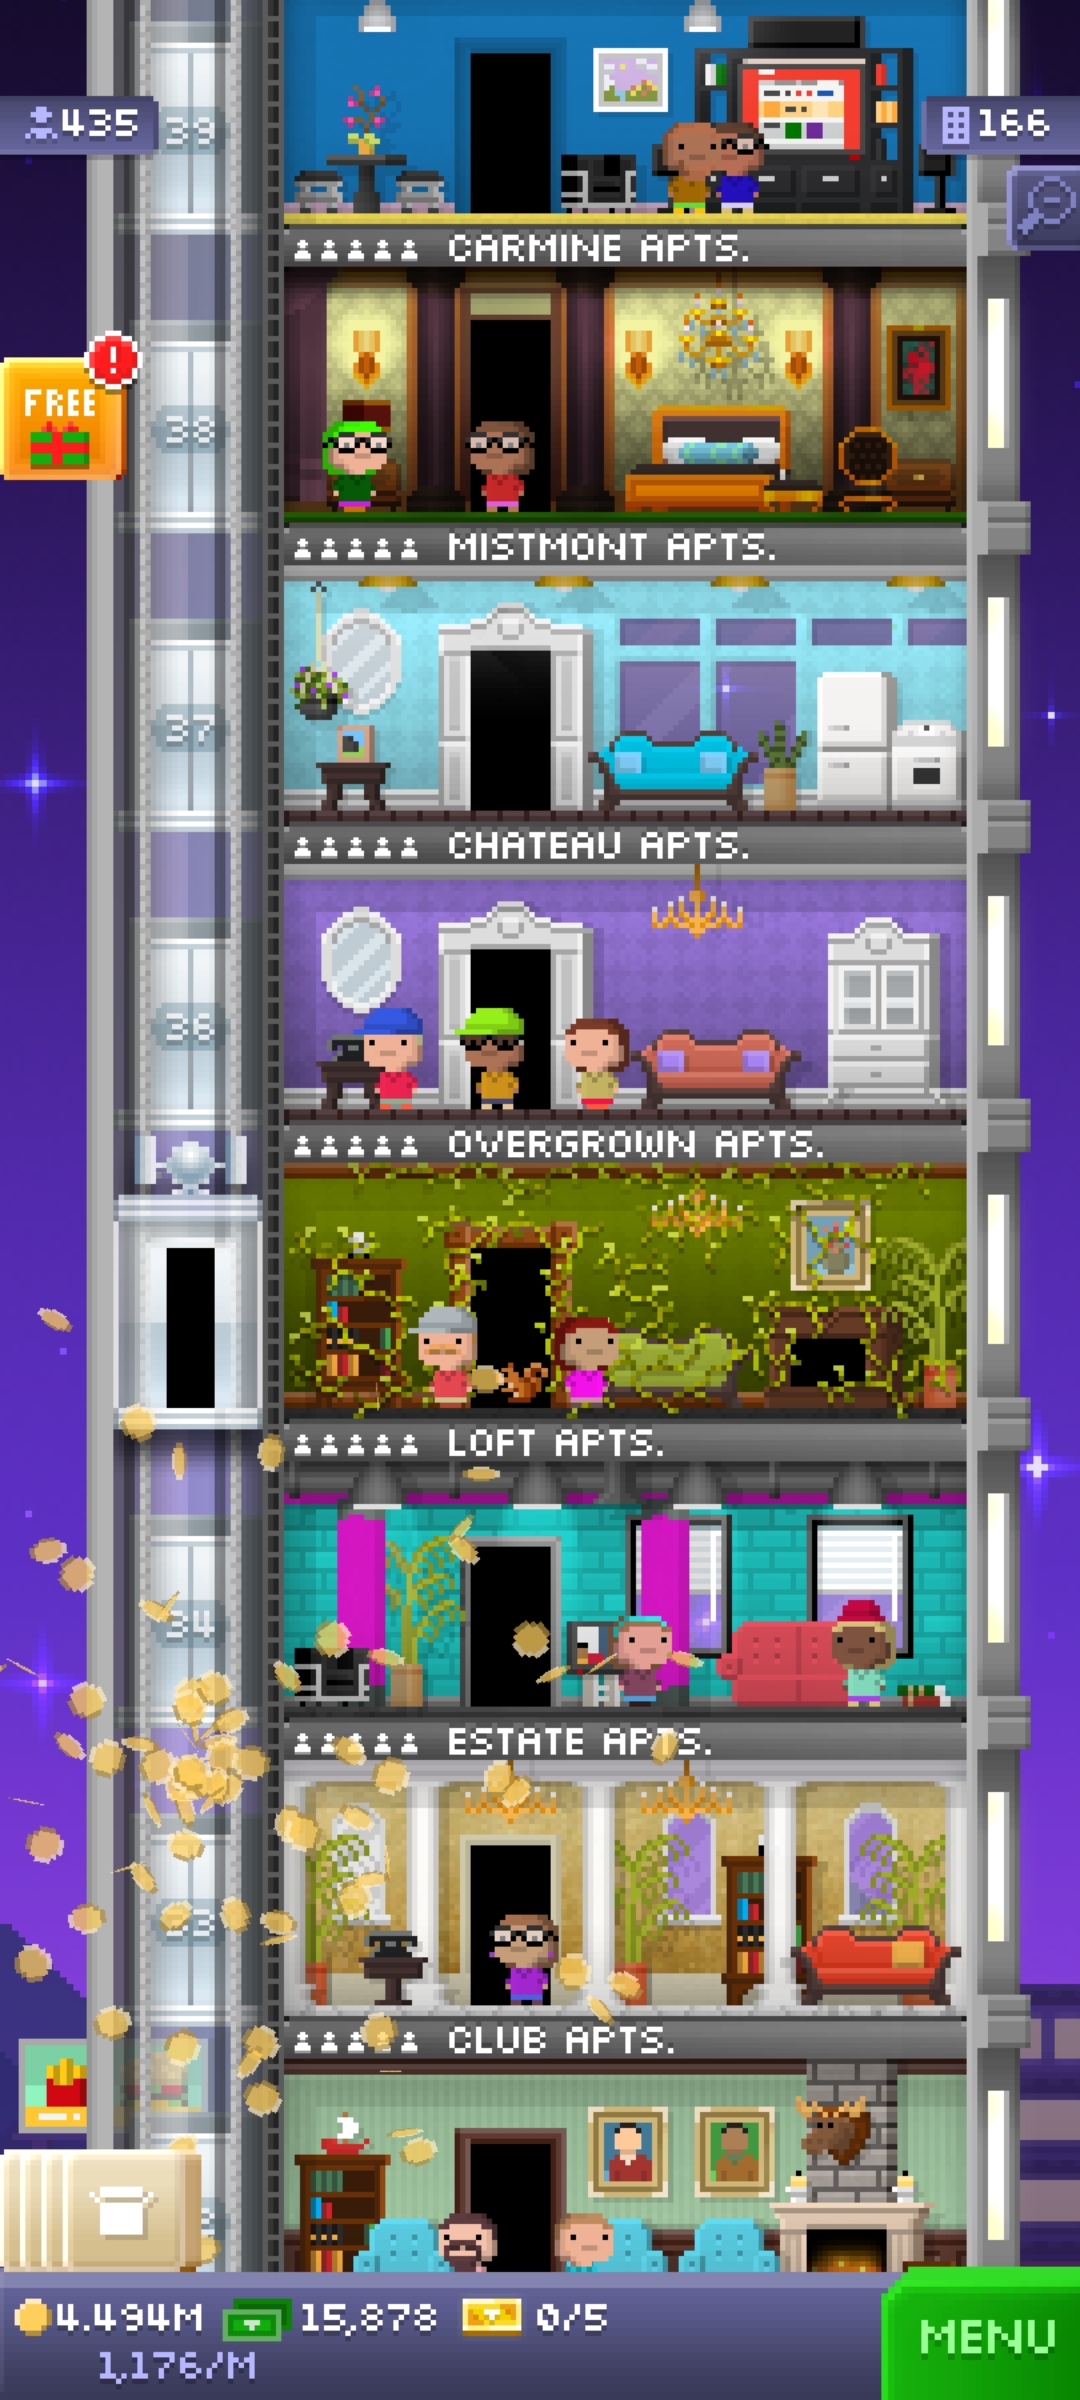 435
39
166
CARMINE APTS.
FREE
!
38
MISTMONT APTS.
37
CHATEAU APTS.
36
OVERGROWN APTS.
LOFT APTS.
34
ESTATE APTS.
33
CLUB APTS.
4.494M 15,878 0/5
1,176/M
MENU